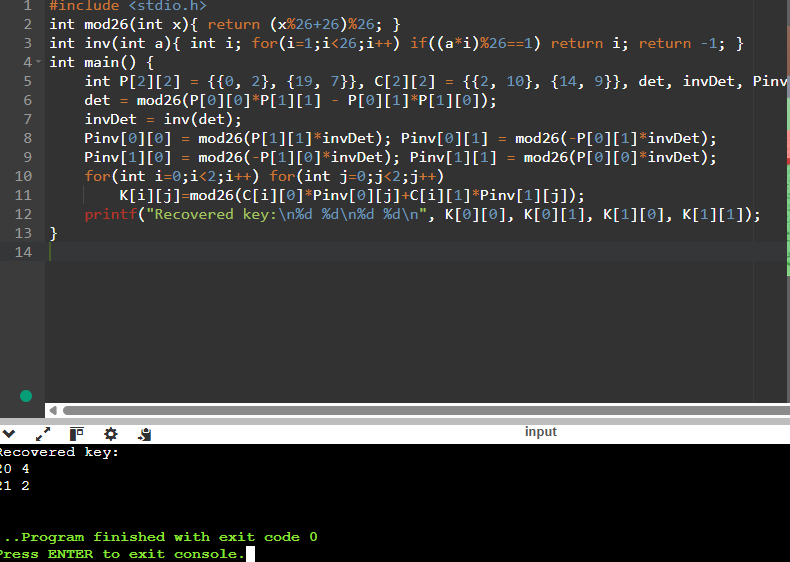 1 #include <stdio.h>
2 int mod26(int x){ return (x%26+26)%26; }
3 int inv(int a){ int i; for(i=1;i<26;i++) if((a*i)%26==1) return i; return -1; }
4 int main() {
5 int P[2][2] = {{0, 2}, {19, 7}}, C[2][2] = {{2, 10}, {14, 9}}, det, invDet, Pinv
6 det = mod26(P[0][0]*P[1][1] - P[0][1]*P[1][0]);
7 invDet = inv(det);
8 Pinv[0][0] = mod26(P[1][1]*invDet); Pinv[0][1] = mod26(-P[0][1]*invDet);
9 Pinv[1][0] = mod26(-P[1][0]*invDet); Pinv[1][1] = mod26(P[0][0]*invDet);
10 for(int i=0;i<2;i++) for(int j=0;j<2;j++)
11 K[i][j]=mod26(C[i][0]*Pinv[0][j]+C[i][1]*Pinv[1][j]);
12 printf("Recovered key:\n%d %d\n%d %d\n", K[0][0], K[0][1], K[1][0], K[1][1]);
13 }
14
input
Recovered key:
20 4
21 2
...Program finished with exit code 0
Press ENTER to exit console.